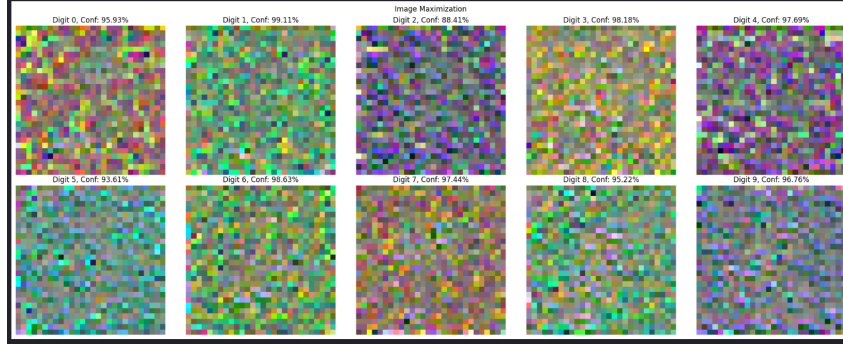 Image Maximization
Digit 0, Conf: 95.93%
Digit 1, Conf: 99.11%
Digit 2, Conf: 88.41%
Digit 3, Conf: 98.18%
Digit 4, Conf: 97.69%
Digit 5, Conf: 93.61%
Digit 6, Conf: 98.63%
Digit 7, Conf: 97.44%
Digit 8, Conf: 95.22%
Digit 9, Conf: 96.76%